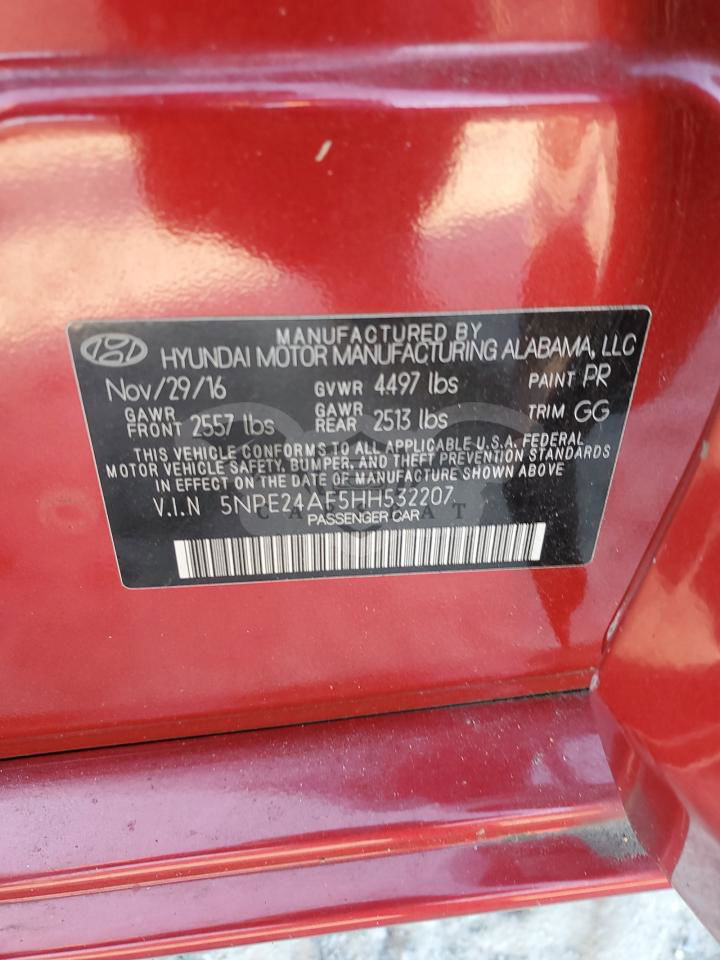 MANUFACTURED BY
HYUNDAI MOTOR MANUFACTURING ALABAMA, LLC
Nov/29/16 GVWR 4497 lbs PAINT PR
GAWR FRONT 2557 lbs GAWR REAR 2513 lbs TRIM GG
THIS VEHICLE CONFORMS TO ALL APPLICABLE U.S.A. FEDERAL
MOTOR VEHICLE SAFETY, BUMPER, AND THEFT PREVENTION STANDARDS
IN EFFECT ON THE DATE OF MANUFACTURE SHOWN ABOVE
V.I.N 5NPE24AF5HH532207
PASSENGER CAR